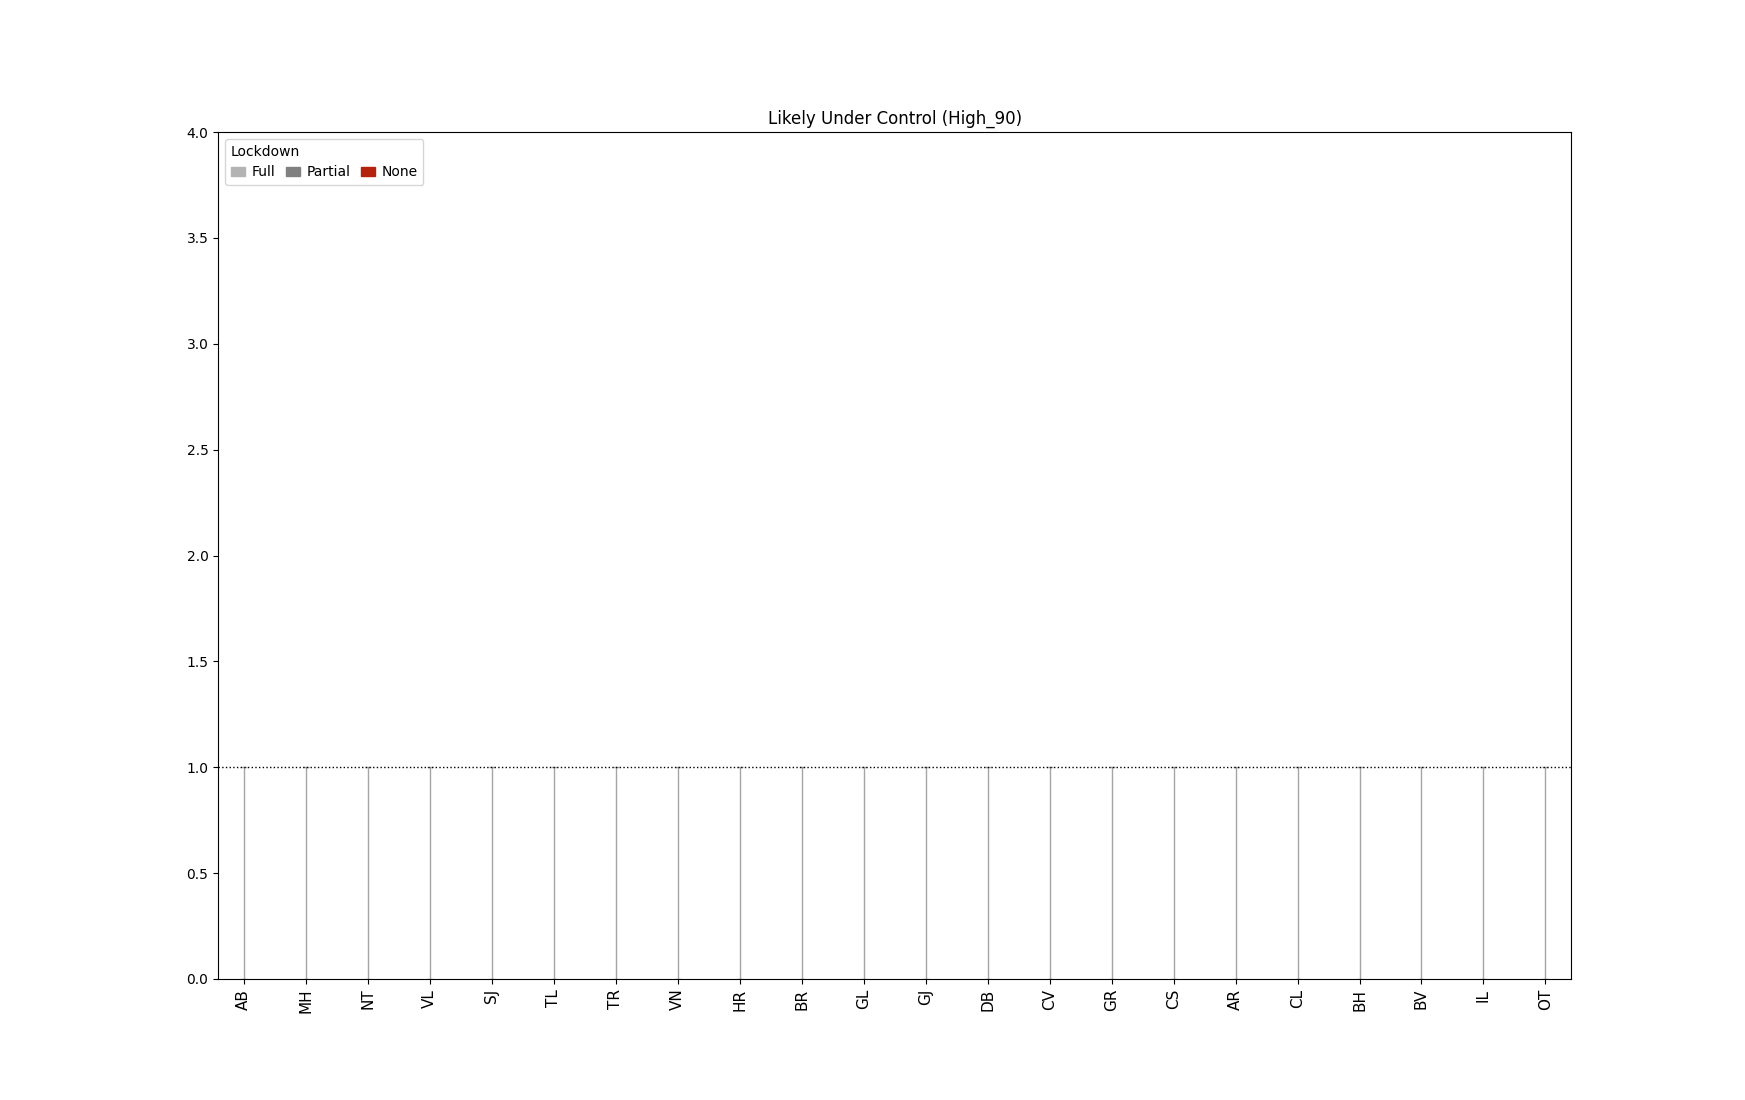 Likely Under Control (High_90)
4.0
Lockdown
Full Partial None
3.5
3.0
2.5
2.0
1.5
1.0
0.5
0.0
AB MH NT VL SJ TL TR VN HR BR GL GJ DB CV GR CS AR CL BH BV IL OT